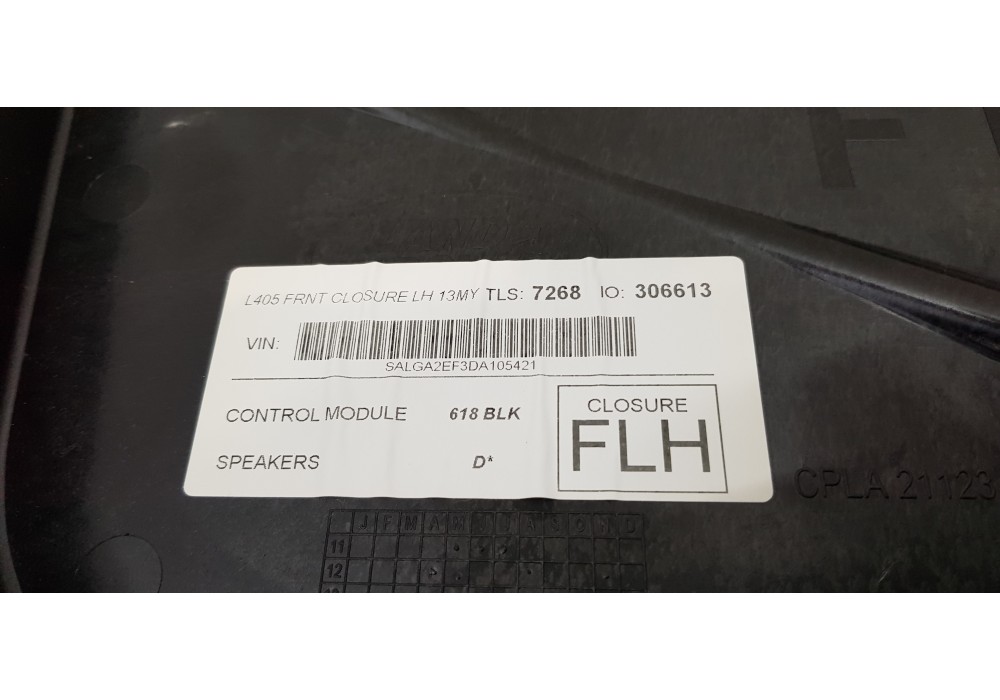 L405 FRNT CLOSURE LH 13MY TLS: 7268 IO: 306613
VIN:
SALGA2EF3DA105421
CONTROL MODULE 618 BLK
SPEAKERS D*
CLOSURE
FLH
CPLA 21123
J F M A M J J A S O N D
11
12